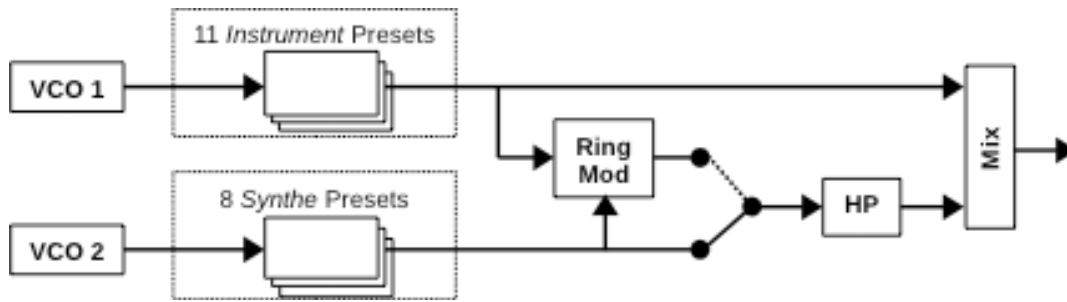 11 Instrument Presets
VCO 1
Ring
Mod
Mix
8 Synthe Presets
HP
VCO 2